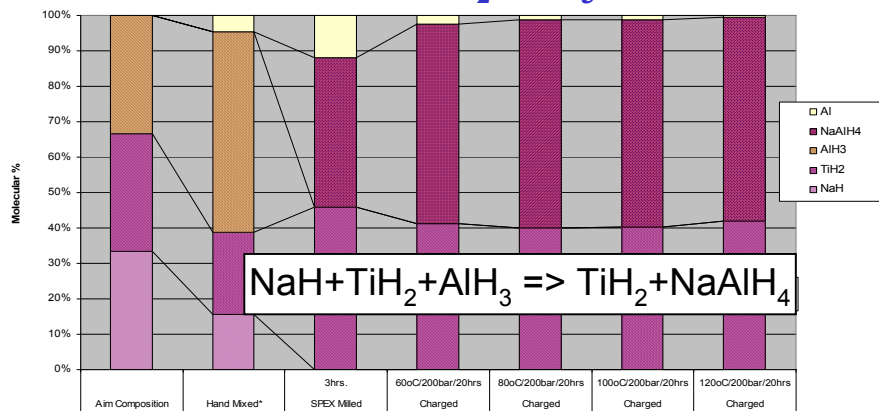 100%
90%
80%
70%
60%
50%
40%
30%
20%
10%
0%
Molecular %
Al
NaAlH4
AlH3
TiH2
NaH
NaH+TiH2+AlH3 => TiH2+NaAlH4
3hrs. 60oC/200bar/20hrs 80oC/200bar/20hrs 100oC/200bar/20hrs 120oC/200bar/20hrs
Aim Composition Hand Mixed* SPEX Milled Charged Charged Charged Charged